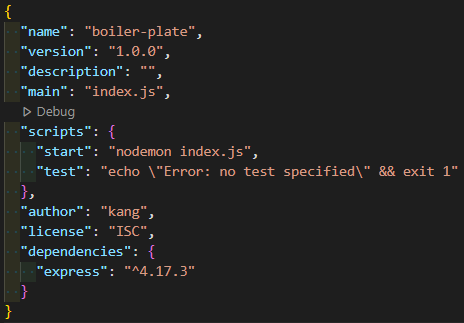 {
  "name": "boiler-plate",
  "version": "1.0.0",
  "description": "",
  "main": "index.js",
  Debug
  "scripts": {
    "start": "nodemon index.js",
    "test": "echo \"Error: no test specified\" && exit 1"
  },
  "author": "kang",
  "license": "ISC",
  "dependencies": {
    "express": "^4.17.3"
  }
}